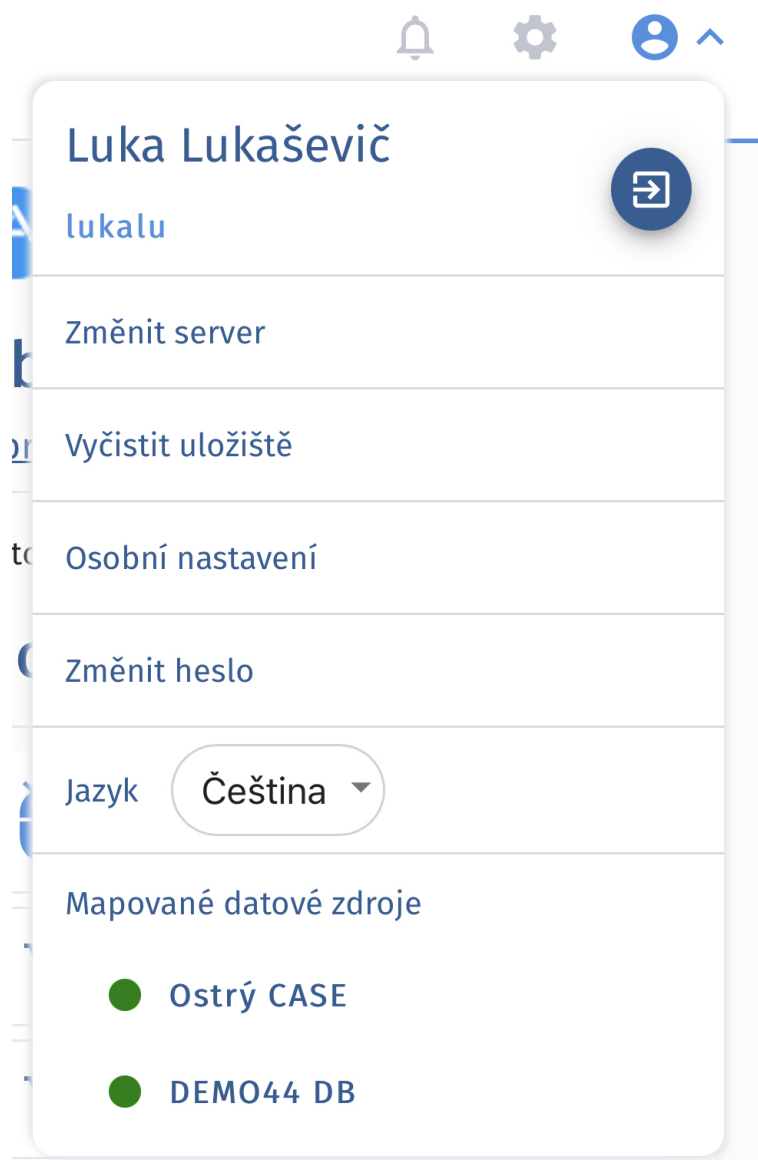 Luka Lukaševič
lukalu
Změnit server
Vyčistit uložiště
Osobní nastavení
Změnit heslo
Jazyk Čeština
Mapované datové zdroje
Ostrý CASE
DEMO44 DB